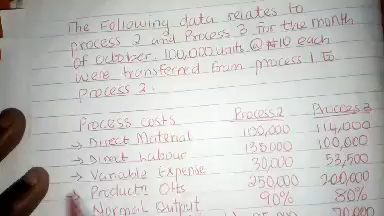 The Following data relates to
process 2 and Process 3 for the month
of october. 100,000 units @ ₦10 each
were transferred from process 1 to
process 2.
Process costs Process 2 Process 3
→ Direct Material 100,000 114,000
→ Direct Labour 130,000 100,000
→ Variable Expense 30,000 53,500
→ Productn OHs 250,000 200,000
Normal Output 90% 80%